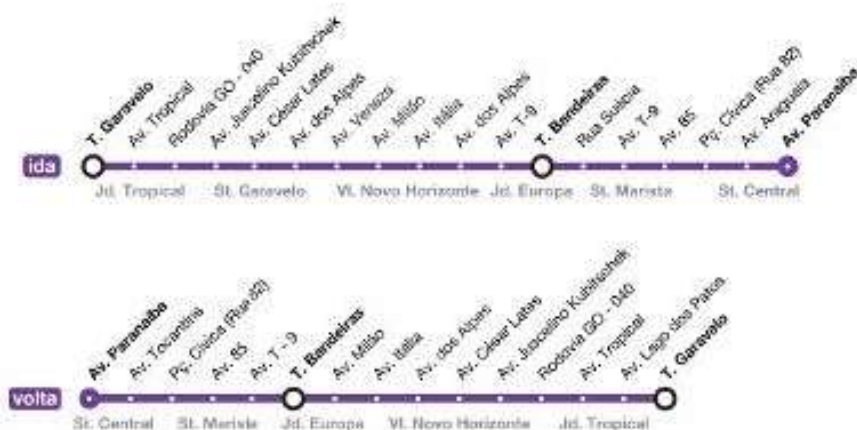 T. Garavelo
Av. Tropical
Rodovia GO - 040
Av. Juscelino Kubitschek
Av. César Lates
Av. dos Alpes
Av. Veneza
Av. Milão
Av. Itália
Av. dos Alpes
Av. T-9
T. Bandeiras
Rua Suíça
Av. T-9
Av. 85
Pç. Cívica (Rua 82)
Av. Araguaia
Av. Paranaíba
ida
Jd. Tropical
St. Garavelo
Vl. Novo Horizonte
Jd. Europa
St. Marista
St. Central
Av. Paranaíba
Av. Tocantins
Pç. Cívica (Rua 82)
Av. 85
Av. T - 9
T. Bandeiras
Av. Milão
Av. Itália
Av. dos Alpes
Av. César Lates
Av. Juscelino Kubitschek
Rodovia GO - 040
Av. Tropical
Av. Lago dos Patos
T. Garavelo
volta
St. Central
St. Marista
Jd. Europa
Vl. Novo Horizonte
Jd. Tropical